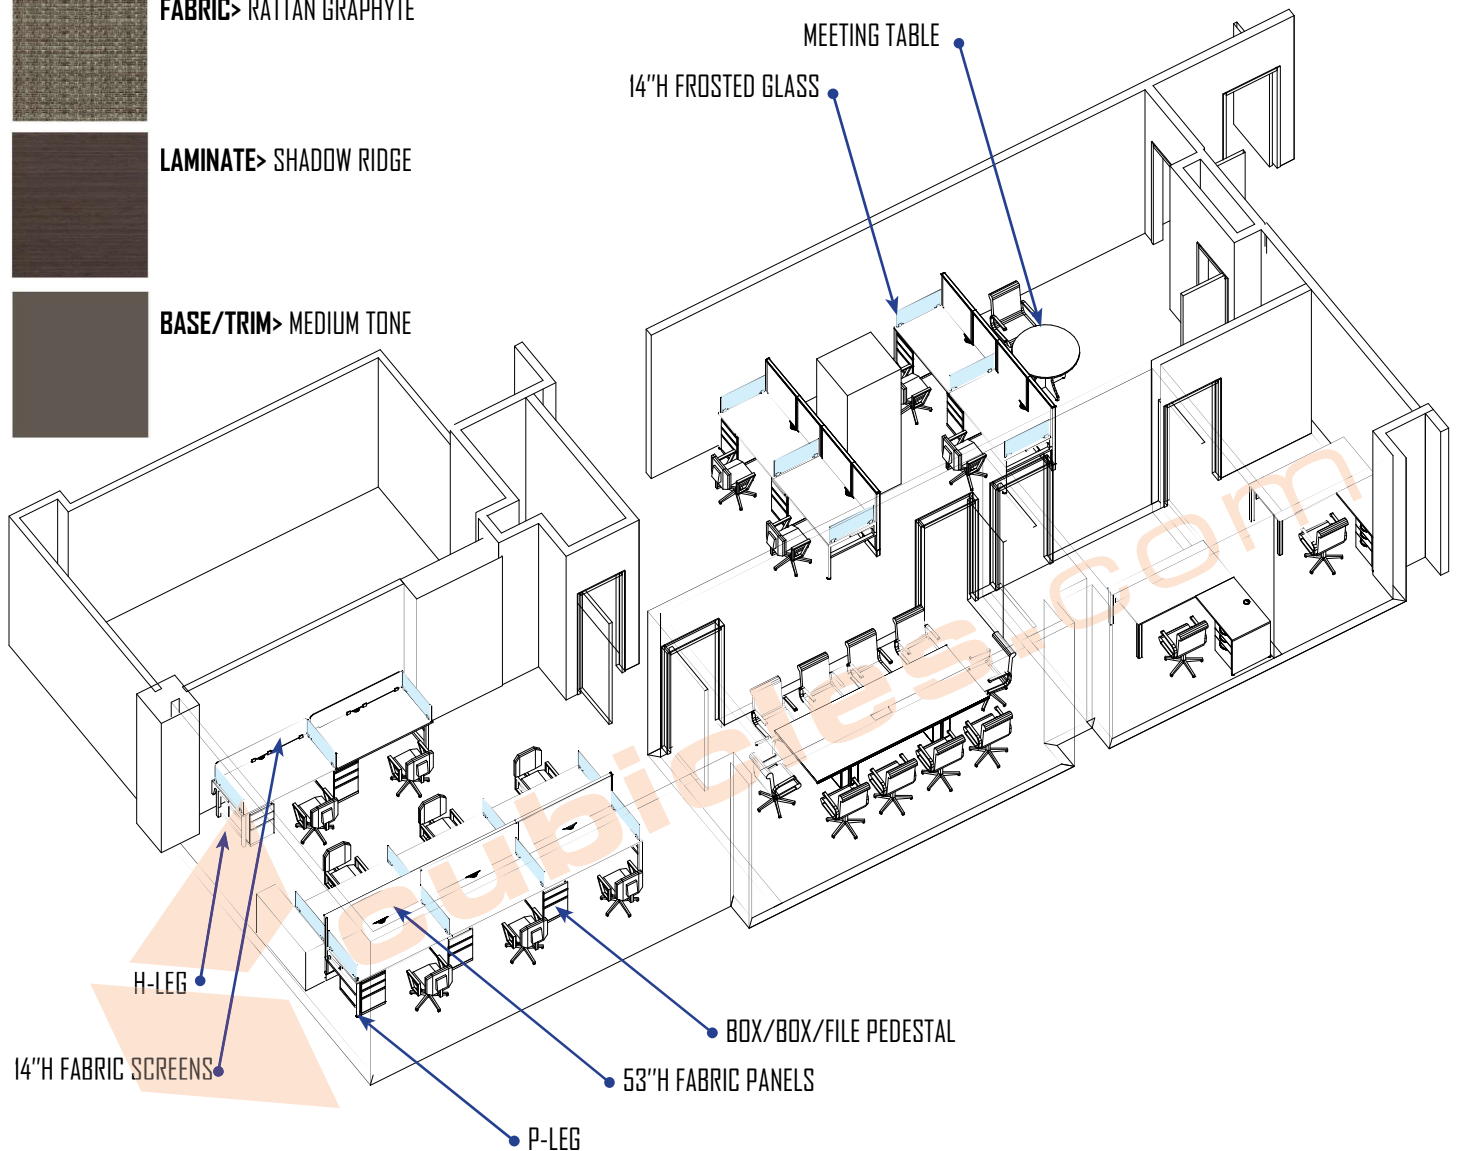 FABRIC> RATTAN GRAPHYTE
LAMINATE> SHADOW RIDGE
BASE/TRIM> MEDIUM TONE
MEETING TABLE
14"H FROSTED GLASS
H-LEG
14"H FABRIC SCREENS
BOX/BOX/FILE PEDESTAL
53"H FABRIC PANELS
P-LEG
cubicles.com